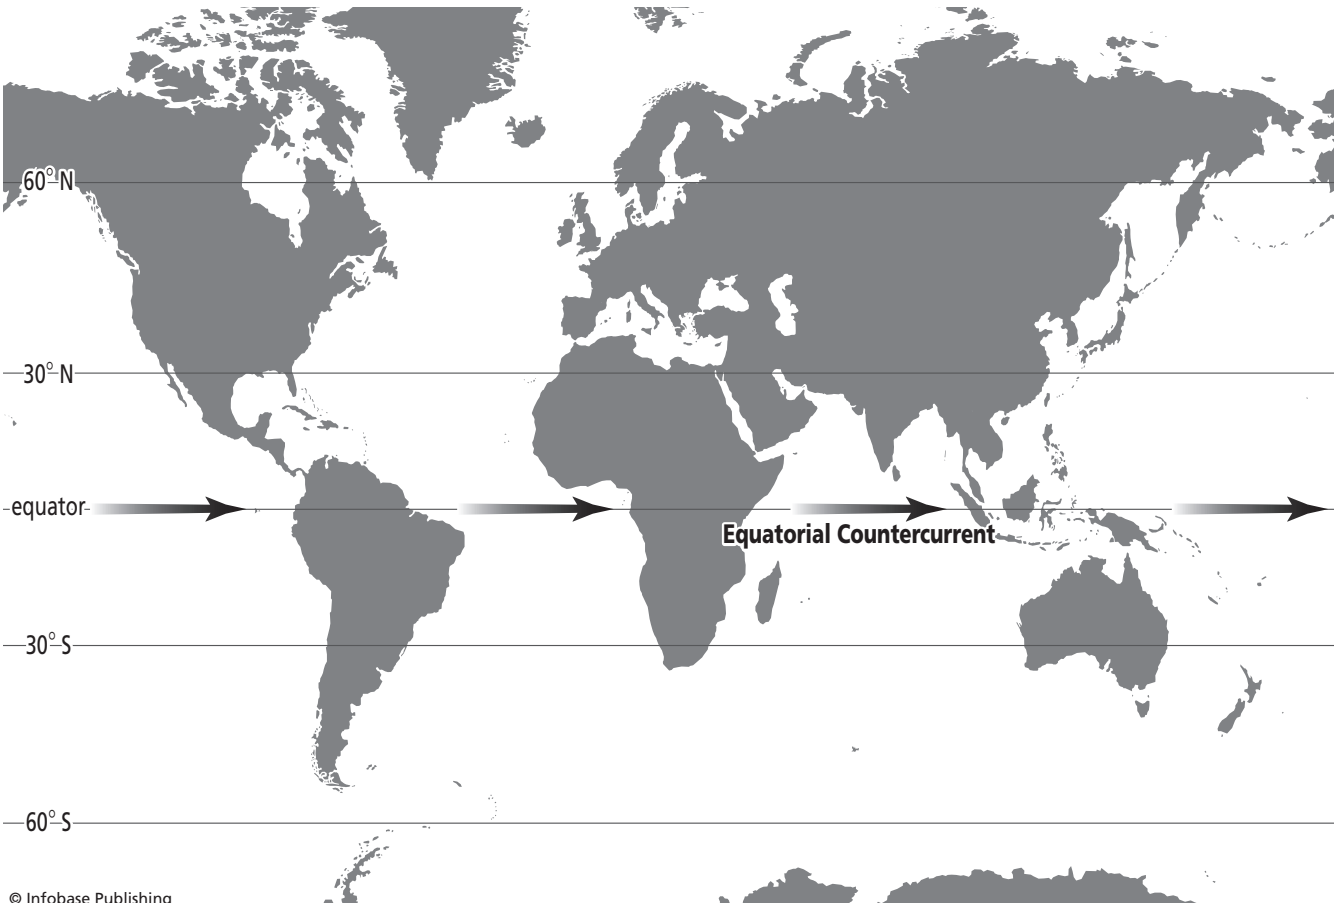 60° N
30° N
equator
Equatorial Countercurrent
30° S
60° S
© Infobase Publishing